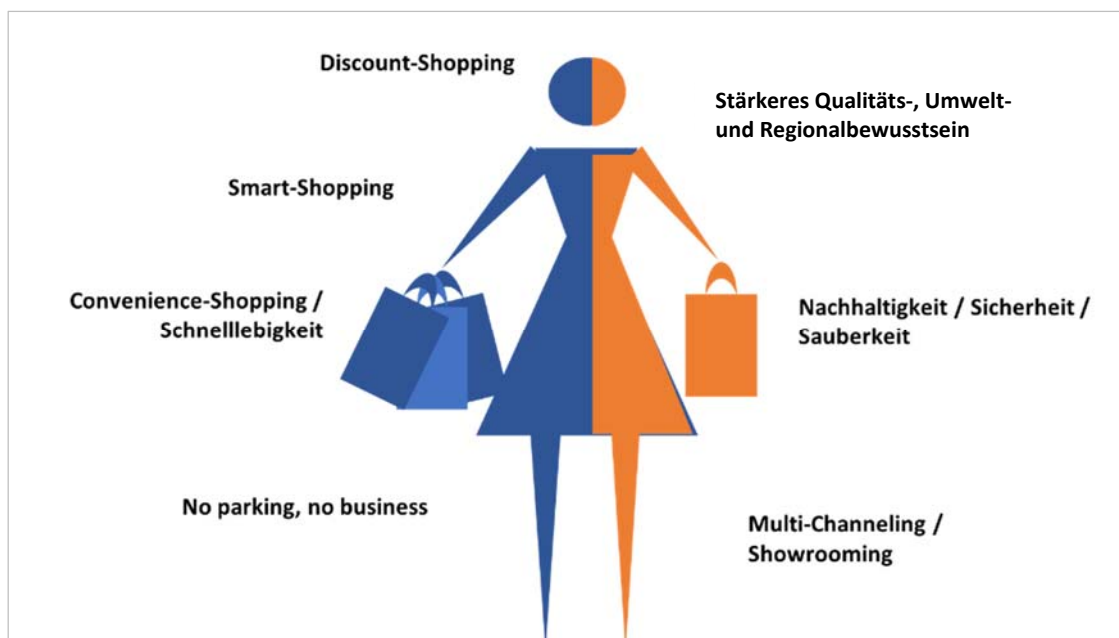 Discount-Shopping
Stärkeres Qualitäts-, Umwelt-
und Regionalbewusstsein
Smart-Shopping
Convenience-Shopping /
Schnelllebigkeit
Nachhaltigkeit / Sicherheit /
Sauberkeit
No parking, no business
Multi-Channeling /
Showrooming